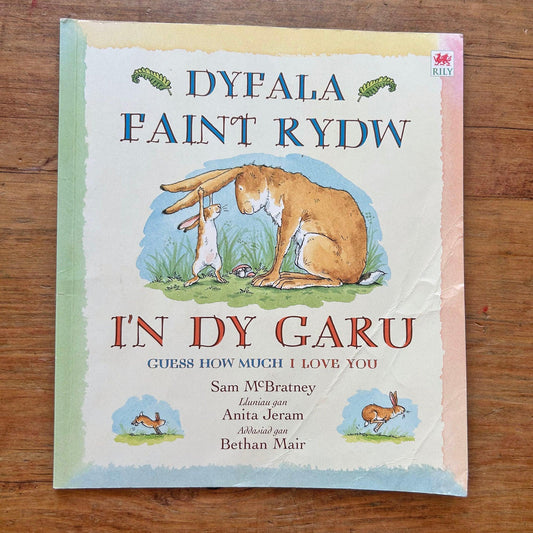 RILY
DYFALA
FAINT RYDW
I'N DY GARU
GUESS HOW MUCH I LOVE YOU
Sam McBratney
Lluniau gan
Anita Jeram
Addasiad gan
Bethan Mair